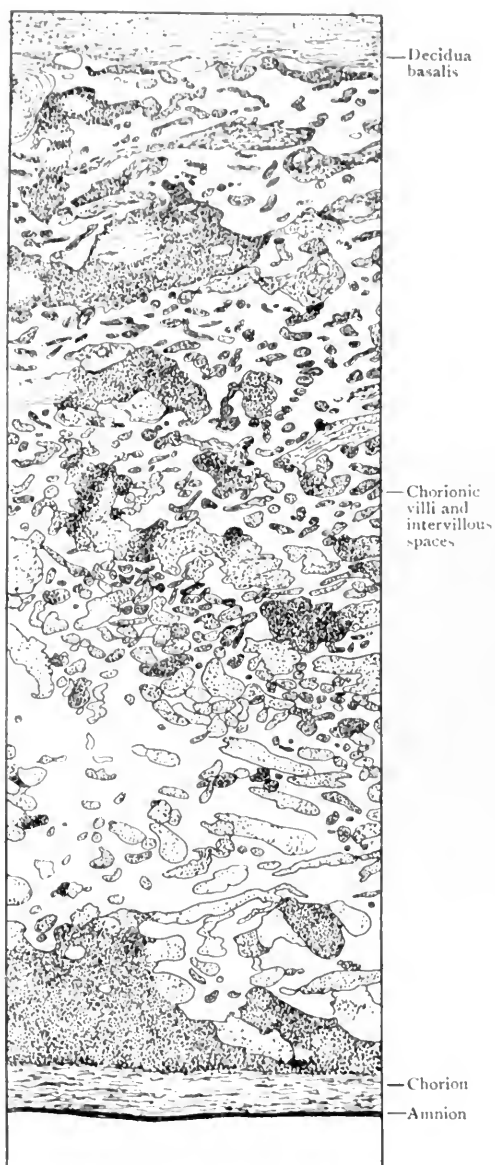 Decidua
basalis
Chorionic
villi and
intervillous
spaces
Chorion
Amnion